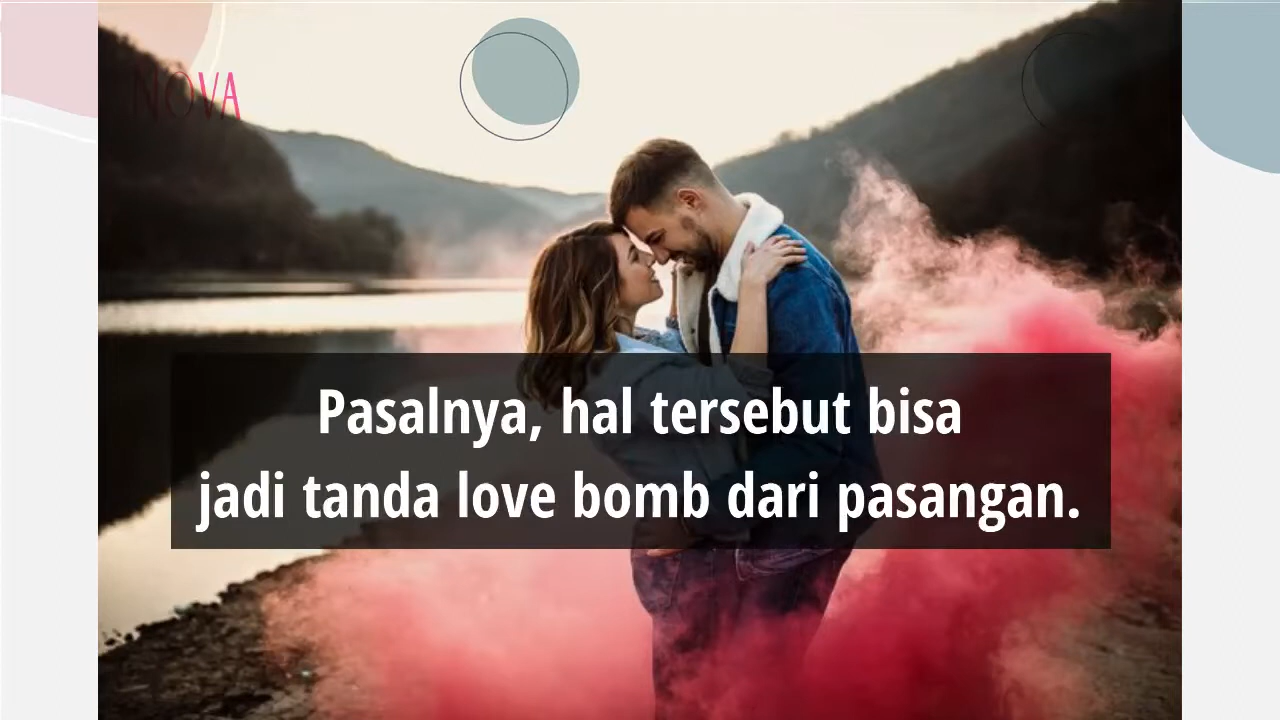 NOVA
Pasalnya, hal tersebut bisa
jadi tanda love bomb dari pasangan.